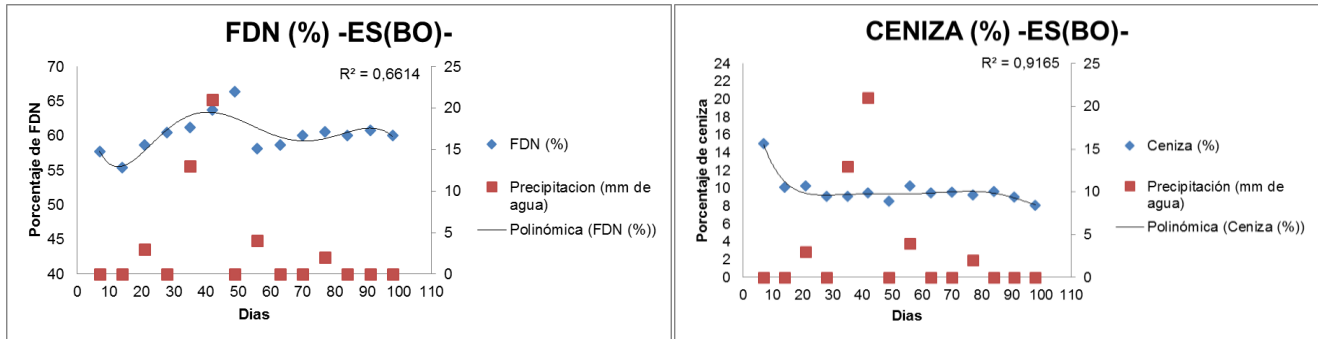 FDN (%) -ES(BO)-
R² = 0,6614
Porcentaje de FDN
70
65
60
55
50
45
40
25
20
15
10
5
0
0 10 20 30 40 50 60 70 80 90 100 110
Dias
FDN (%)
Precipitacion (mm de
agua)
Polinómica (FDN (%))
CENIZA (%) -ES(BO)-
R² = 0,9165
Porcentaje de ceniza
24
22
20
18
16
14
12
10
8
6
4
2
0
25
20
15
10
5
0
0 10 20 30 40 50 60 70 80 90 100 110
Dias
Ceniza (%)
Precipitación (mm de
agua)
Polinómica (Ceniza (%))